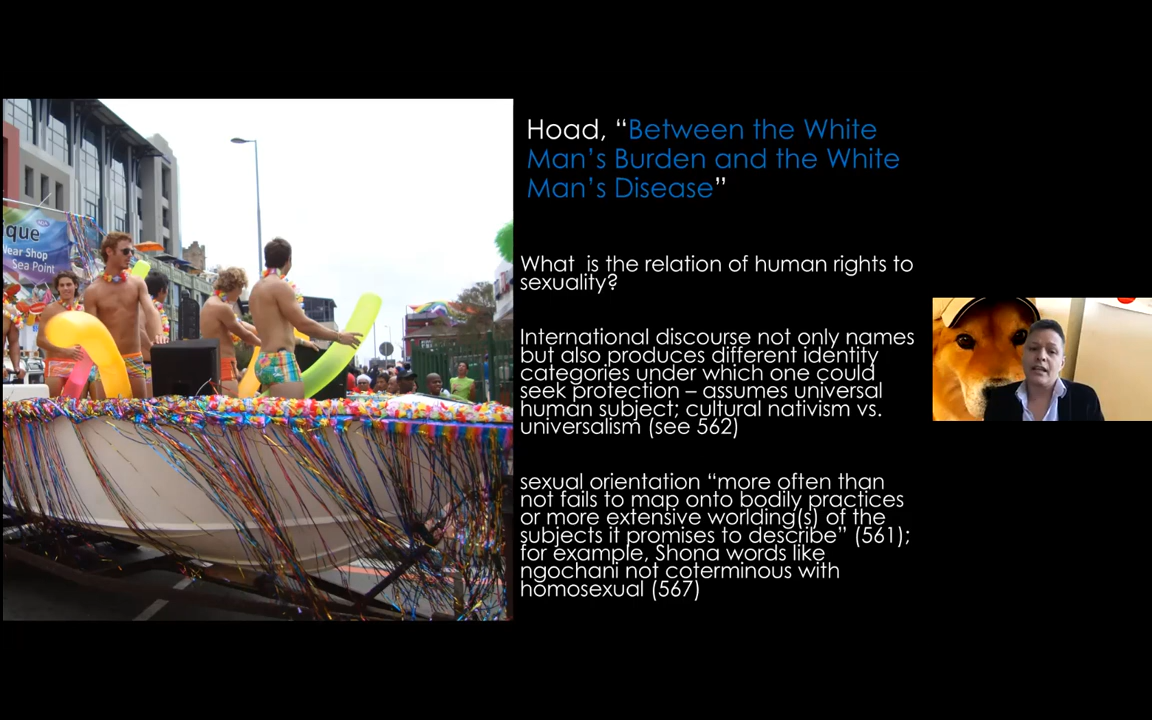 ique
Wear Shop
Sea Point
Hoad, “Between the White
Man’s Burden and the White
Man’s Disease”
What is the relation of human rights to
sexuality?
International discourse not only names
but also produces different identity
categories under which one could
seek protection – assumes universal
human subject; cultural nativism vs.
universalism (see 562)
sexual orientation “more often than
not fails to map onto bodily practices
or more extensive worlding(s) of the
subjects it promises to describe” (561);
for example, Shona words like
ngochani not coterminous with
homosexual (567)